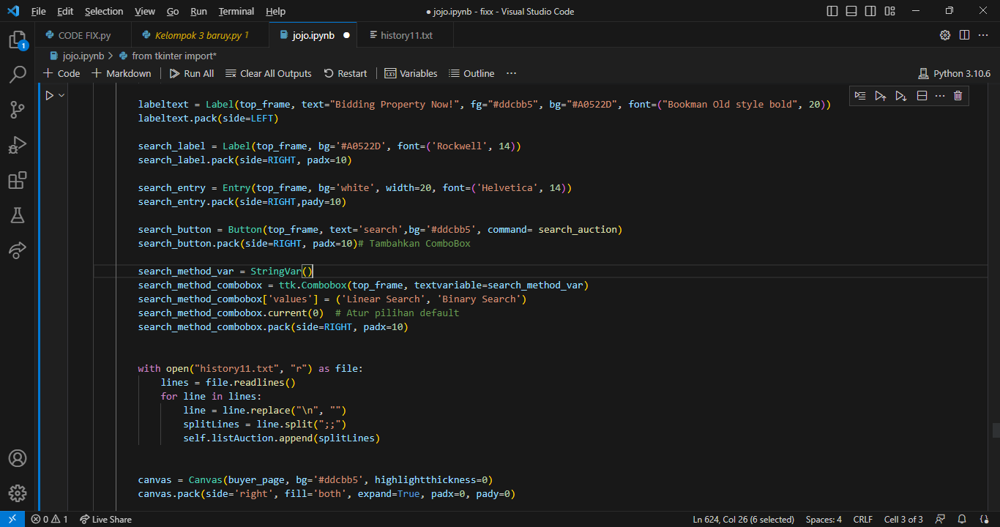 File Edit Selection View Go Run Terminal Help ● jojo.ipynb - fixx - Visual Studio Code
CODE FIX.py Kelompok 3 baruy.py 1 jojo.ipynb ● history11.txt
1
jojo.ipynb > from tkinter import*
+ Code + Markdown Run All Clear All Outputs Restart Variables Outline ··· Python 3.10.6
labeltext = Label(top_frame, text="Bidding Property Now!", fg="#ddcbb5", bg="#A0522D", font=("Bookman Old style bold", 20))
labeltext.pack(side=LEFT)
search_label = Label(top_frame, bg='#A0522D', font=('Rockwell', 14))
search_label.pack(side=RIGHT, padx=10)
search_entry = Entry(top_frame, bg='white', width=20, font=('Helvetica', 14))
search_entry.pack(side=RIGHT,pady=10)
search_button = Button(top_frame, text='search',bg='#ddcbb5', command= search_auction)
search_button.pack(side=RIGHT, padx=10)# Tambahkan ComboBox
search_method_var = StringVar()
search_method_combobox = ttk.Combobox(top_frame, textvariable=search_method_var)
search_method_combobox['values'] = ('Linear Search', 'Binary Search')
search_method_combobox.current(0)  # Atur pilihan default
search_method_combobox.pack(side=RIGHT, padx=10)
with open("history11.txt", "r") as file:
lines = file.readlines()
for line in lines:
line = line.replace("\n", "")
splitLines = line.split(";;")
self.listAuction.append(splitLines)
canvas = Canvas(buyer_page, bg='#ddcbb5', highlightthickness=0)
canvas.pack(side='right', fill='both', expand=True, padx=0, pady=0)
0 1 Live Share Ln 624, Col 26 (6 selected) Spaces: 4 CRLF Cell 3 of 3